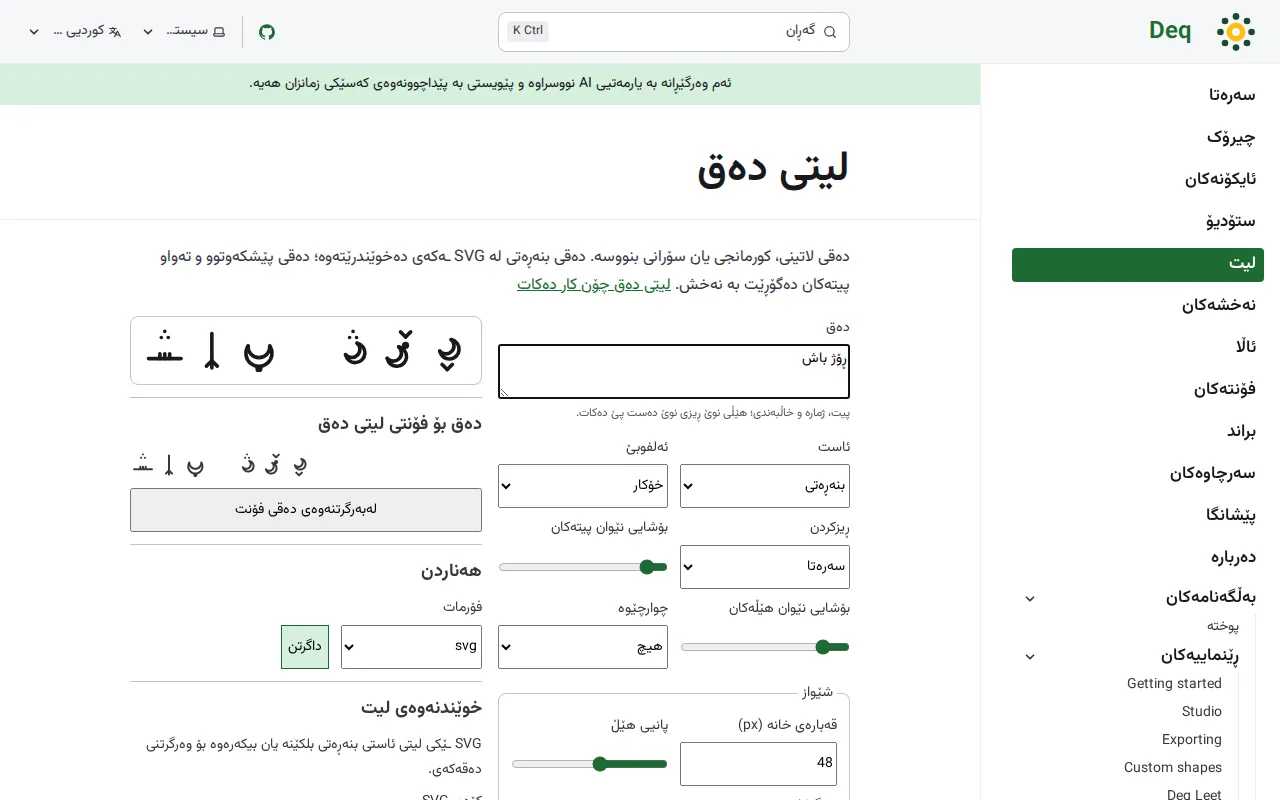 Deq
گەڕان
K Ctrl
سیستـ...
کوردیی ...
سەرەتا
چیرۆک
ئایکۆنەکان
ستۆدیۆ
لیت
نەخشەکان
ئاڵا
فۆنتەکان
براند
سەرچاوەکان
پێشانگا
دەربارە
بەڵگەنامەکان
پوختە
ڕێنماییەکان
Getting started
Studio
Exporting
Custom shapes
Deq Leet
ئەم وەرگێڕانە بە یارمەتیی AI نووسراوە و پێویستی بە پێداچوونەوەی کەسێکی زمانزان هەیە.
لیتی دەق
دەقی لاتینی، کورمانجی یان سۆرانی بنووسە. دەقی بنەڕەتی لە SVG ـەکەی دەخوێندرێتەوە؛ دەقی پێشکەوتوو و تەواو
پیتەکان دەگۆڕێت بە نەخش. لیتی دەق چۆن کار دەکات
دەق
ڕۆژ باش
پیت، ژمارە و خاڵبەندی؛ هێڵی نوێ ڕیزی نوێ دەست پێ دەکات.
ئاست
ئەلفوبێ
بنەڕەتی
خۆکار
ڕیزکردن
بۆشایی نێوان پیتەکان
سەرەتا
بۆشایی نێوان هێڵەکان
چوارچێوە
هیچ
شێواز
قەبارەی خانە (px)
پانیی هێڵ
48
دەق بۆ فۆنتی لیتی دەق
لەبەرگرتنەوەی دەقی فۆنت
هەناردن
فۆرمات
svg
داگرتن
خوێندنەوەی لیت
SVG ـێکی لیتی ئاستی بنەڕەتی بلکێنە یان بیکەرەوە بۆ وەرگرتنی
دەقەکەی.